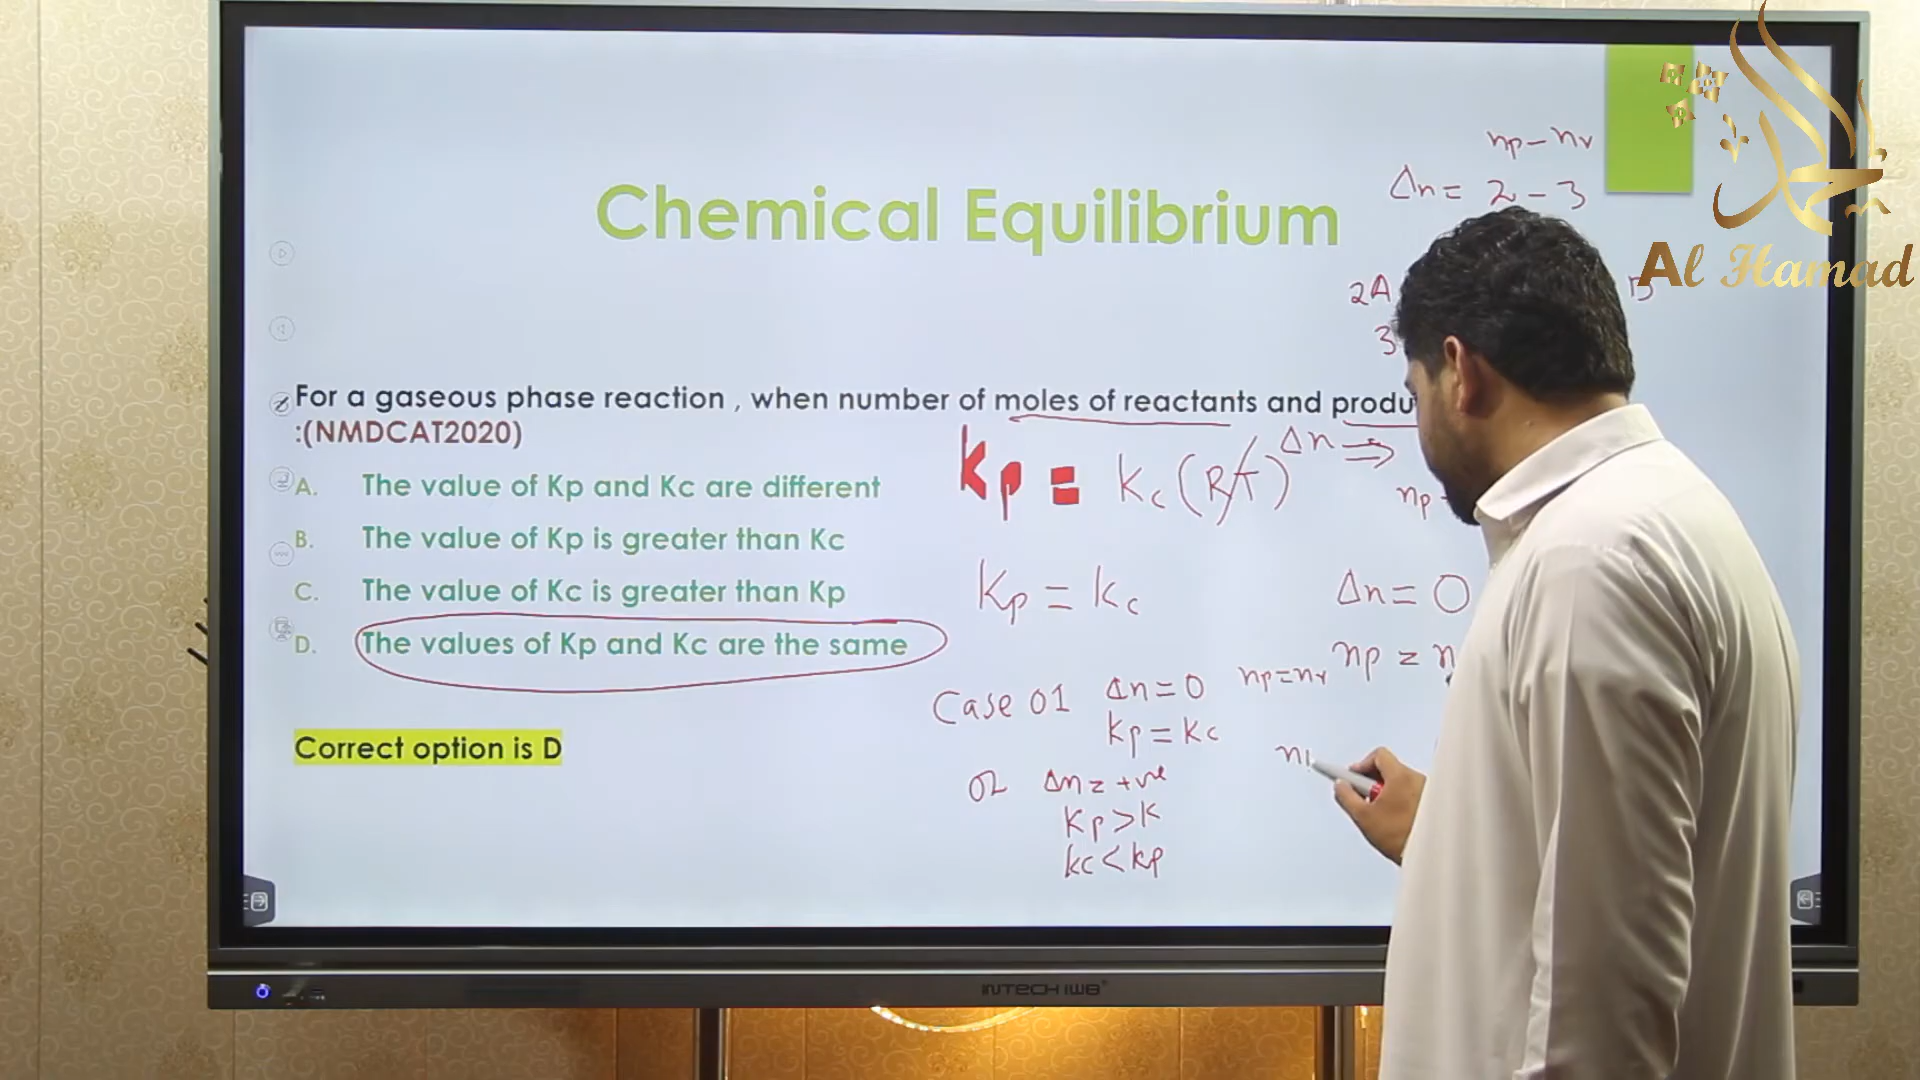 Al Hamad
np - nr
Δn = 2 - 3
Chemical Equilibrium
2A
3
For a gaseous phase reaction , when number of moles of reactants and produ
:(NMDCAT2020)
Kp = Kc (RT)^Δn ⇒
np -
A. The value of Kp and Kc are different
B. The value of Kp is greater than Kc
C. The value of Kc is greater than Kp
D. The values of Kp and Kc are the same
Kp = Kc
Δn = 0
np = n
Correct option is D
Case 01 Δn = 0 np = nr
Kp = Kc
02 Δn = +ve
Kp > K
Kc < Kp
INTECH IWB